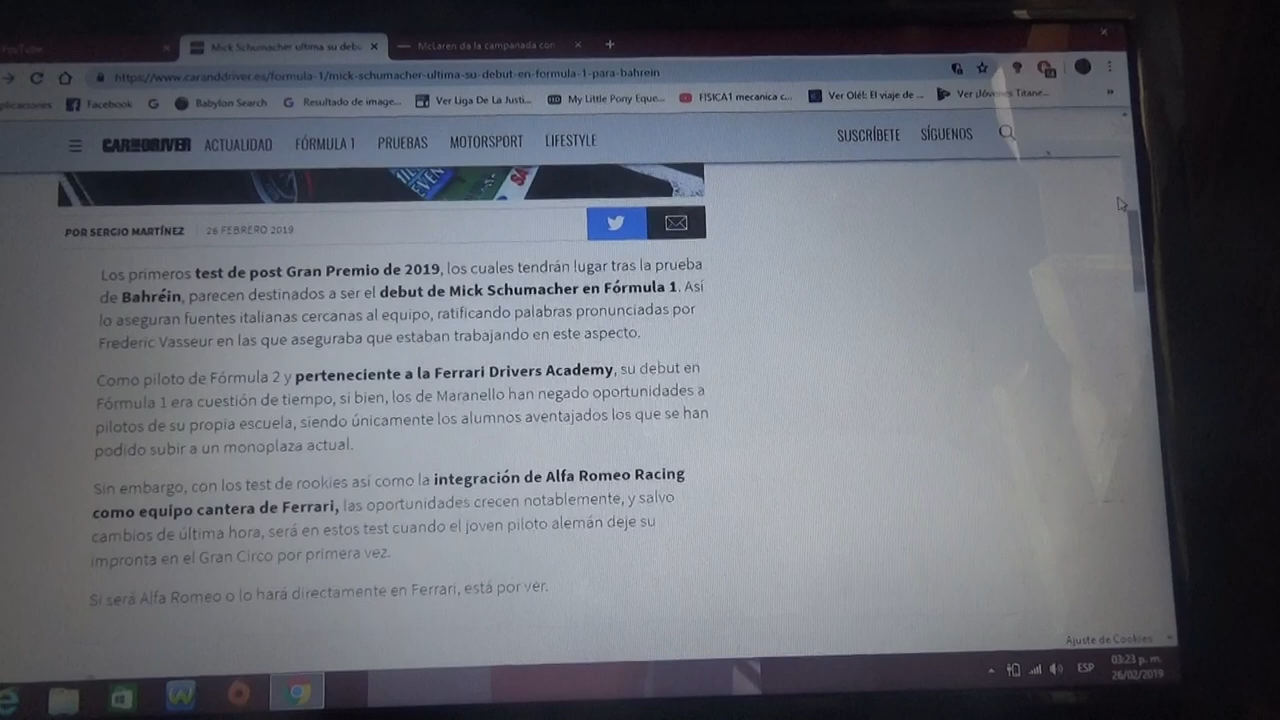 YouTube
Mick Schumacher ultima su debu
McLaren da la campanada con
https://www.caranddriver.es/formula-1/mick-schumacher-ultima-su-debut-en-formula-1-para-bahrein
plicaciones Facebook Babylon Search Resultado de image... Ver Liga De La Justi... My Little Pony Eque... FISICA1 mecanica c... Ver Olé!: El viaje de ... Ver ¡Jóvenes Titane... »
CAR AND DRIVER ACTUALIDAD FÓRMULA 1 PRUEBAS MOTORSPORT LIFESTYLE SUSCRÍBETE SÍGUENOS
POR SERGIO MARTÍNEZ 26 FEBRERO 2019
Los primeros test de post Gran Premio de 2019, los cuales tendrán lugar tras la prueba
de Bahréin, parecen destinados a ser el debut de Mick Schumacher en Fórmula 1. Así
lo aseguran fuentes italianas cercanas al equipo, ratificando palabras pronunciadas por
Frederic Vasseur en las que aseguraba que estaban trabajando en este aspecto.
Como piloto de Fórmula 2 y perteneciente a la Ferrari Drivers Academy, su debut en
Fórmula 1 era cuestión de tiempo, si bien, los de Maranello han negado oportunidades a
pilotos de su propia escuela, siendo únicamente los alumnos aventajados los que se han
podido subir a un monoplaza actual.
Sin embargo, con los test de rookies así como la integración de Alfa Romeo Racing
como equipo cantera de Ferrari, las oportunidades crecen notablemente, y salvo
cambios de última hora, será en estos test cuando el joven piloto alemán deje su
impronta en el Gran Circo por primera vez.
Si será Alfa Romeo o lo hará directamente en Ferrari, está por ver.
Ajuste de Cookies
ESP
03:23 p. m.
26/02/2019